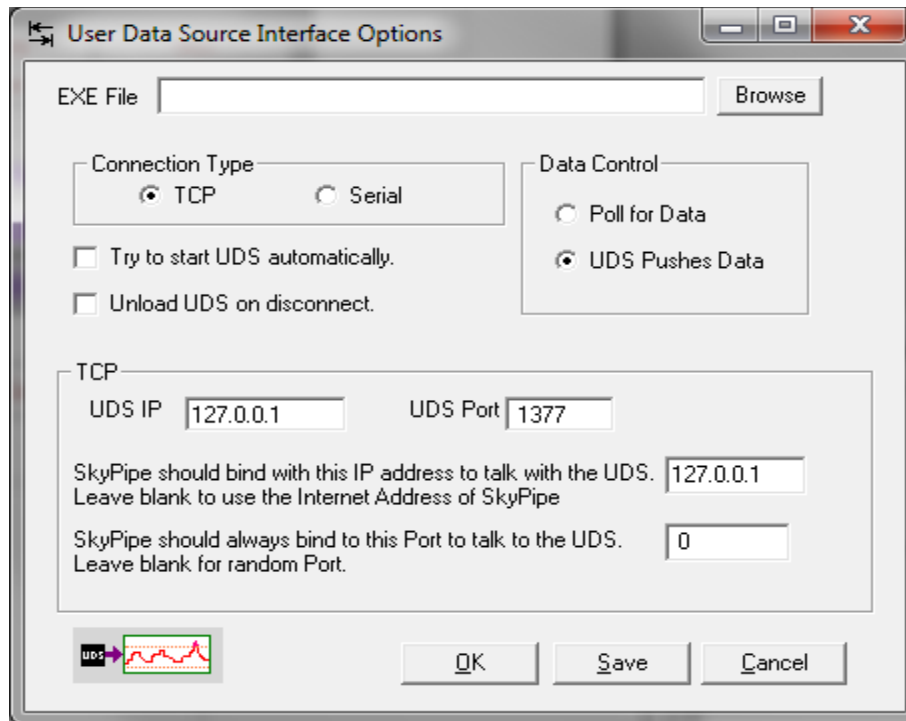 User Data Source Interface Options
EXE File
Browse
Connection Type
TCP
Serial
Data Control
Poll for Data
UDS Pushes Data
Try to start UDS automatically.
Unload UDS on disconnect.
TCP
UDS IP 127.0.0.1
UDS Port 1377
SkyPipe should bind with this IP address to talk with the UDS. 127.0.0.1
Leave blank to use the Internet Address of SkyPipe
SkyPipe should always bind to this Port to talk to the UDS. 0
Leave blank for random Port.
UDS
OK
Save
Cancel